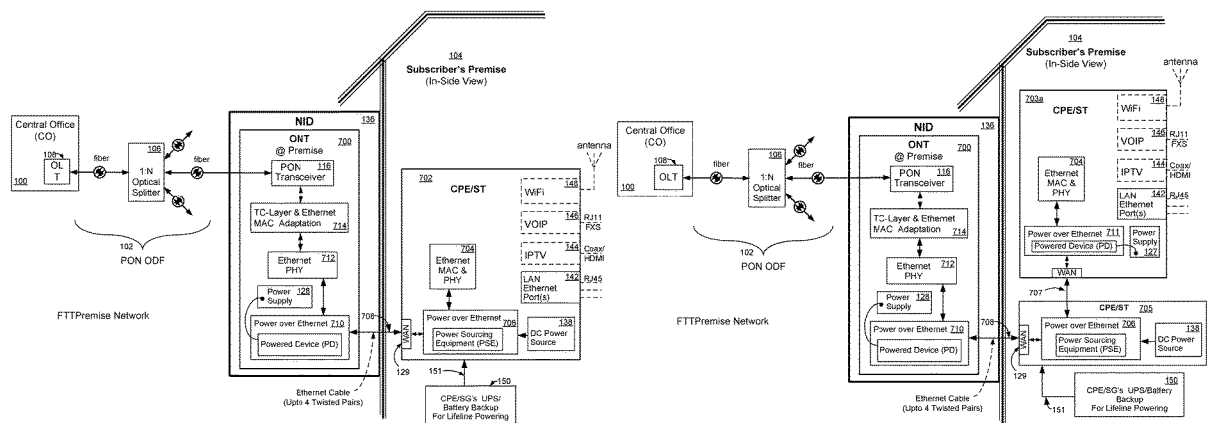 104
Subscriber's Premise
(In-Side View)
NID
136
ONT
700
@ Premise
PON
Transceiver
116
TC-Layer & Ethernet
MAC Adaptation
714
Ethernet
PHY
712
Power
Supply
128
Power over Ethernet
710
Powered Device (PD)
Central Office
(CO)
108
OL
T
100
fiber
106
1:N
Optical
Splitter
fiber
102
PON ODF
FTTPremise Network
708
Ethernet Cable
(Upto 4 Twisted Pairs)
WAN
129
151
antenna
702
CPE/ST
WiFi
148
VOIP
146
RJ11
FXS
IPTV
144
Coax/
HDMI
LAN
Ethernet
Port(s)
142
RJ45
704
Ethernet
MAC &
PHY
Power over Ethernet
706
Power Sourcing
Equipment (PSE)
138
DC Power
Source
150
CPE/SG's UPS/
Battery Backup
For Lifeline Powering
104
Subscriber's Premise
(In-Side View)
NID
136
ONT
700
@ Premise
PON
Transceiver
116
TC-Layer & Ethernet
MAC Adaptation
714
Ethernet
PHY
712
Power
Supply
128
Power over Ethernet
710
Powered Device (PD)
Central Office
(CO)
108
OLT
100
fiber
106
1:N
Optical
Splitter
fiber
102
PON ODF
FTTPremise Network
708
Ethernet Cable
(Upto 4 Twisted Pairs)
antenna
703a
CPE/ST
WiFi
148
VOIP
146
RJ11
FXS
IPTV
144
Coax/
HDMI
LAN
Ethernet
Port(s)
142
RJ45
704
Ethernet
MAC &
PHY
Power over Ethernet
711
Powered Device (PD)
Power
Supply
127
WAN
707
CPE/ST
705
WAN
129
Power over Ethernet
706
Power Sourcing
Equipment (PSE)
138
DC Power
Source
151
150
CPE/SG's UPS/Battery
Backup
For Lifeline Powering